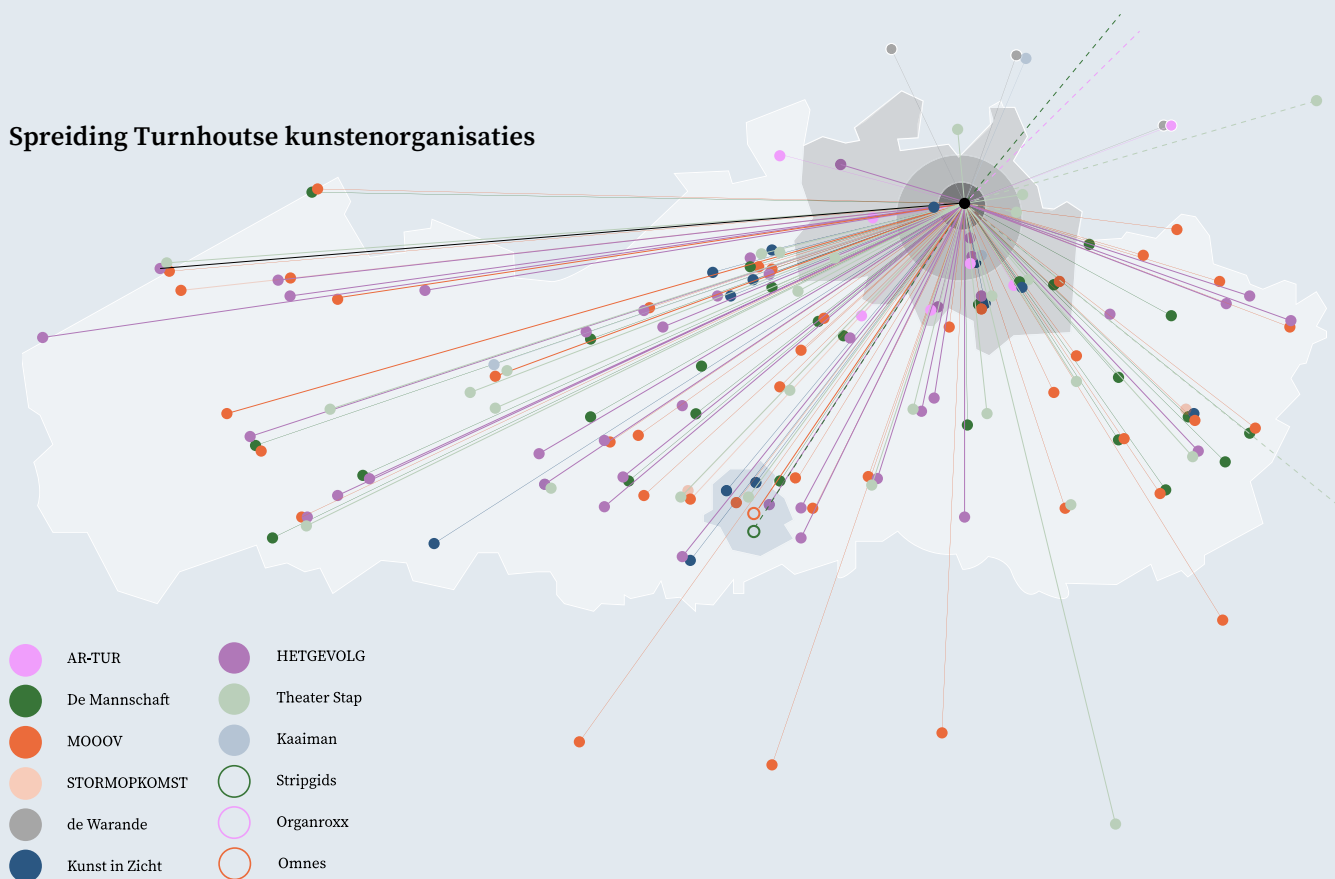 Spreiding Turnhoutse kunstenorganisaties
AR-TUR
De Mannschaft
MOOOV
STORMOPKOMST
de Warande
Kunst in Zicht
HETGEVOLG
Theater Stap
Kaaiman
Stripgids
Organroxx
Omnes